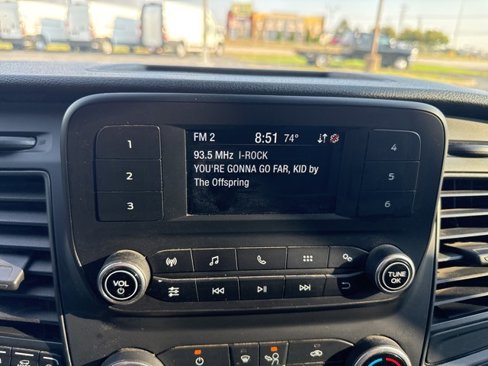 FM 2 8:51 74°
93.5 MHz I-ROCK
YOU'RE GONNA GO FAR, KID by
The Offspring
1
2
3
4
5
6
VOL
TUNE
OK